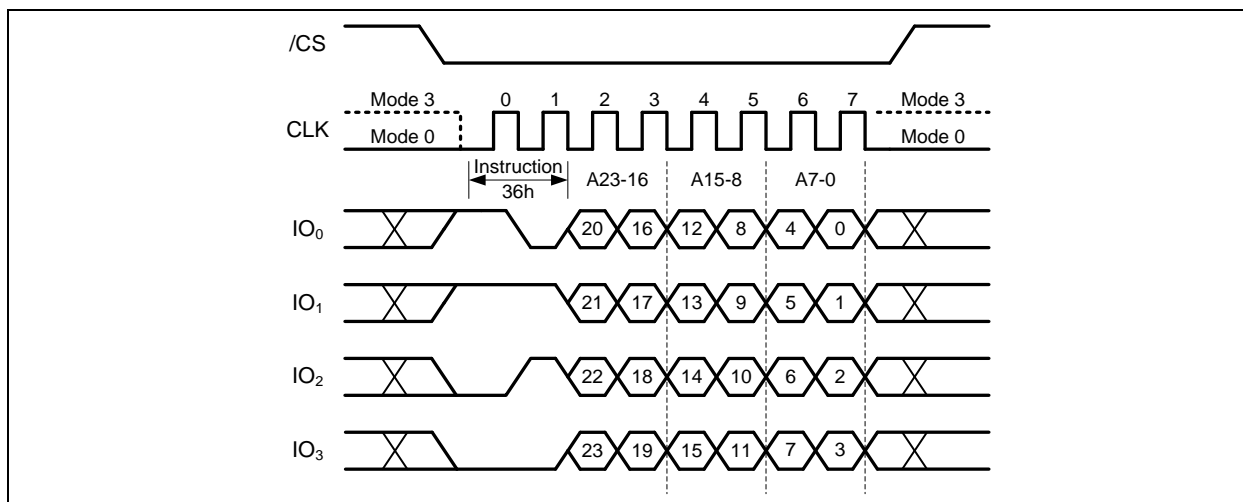 /CS
Mode 3 0 1 2 3 4 5 6 7 Mode 3
CLK
Mode 0 Mode 0
Instruction
36h A23-16 A15-8 A7-0
IO0 20 16 12 8 4 0
IO1 21 17 13 9 5 1
IO2 22 18 14 10 6 2
IO3 23 19 15 11 7 3